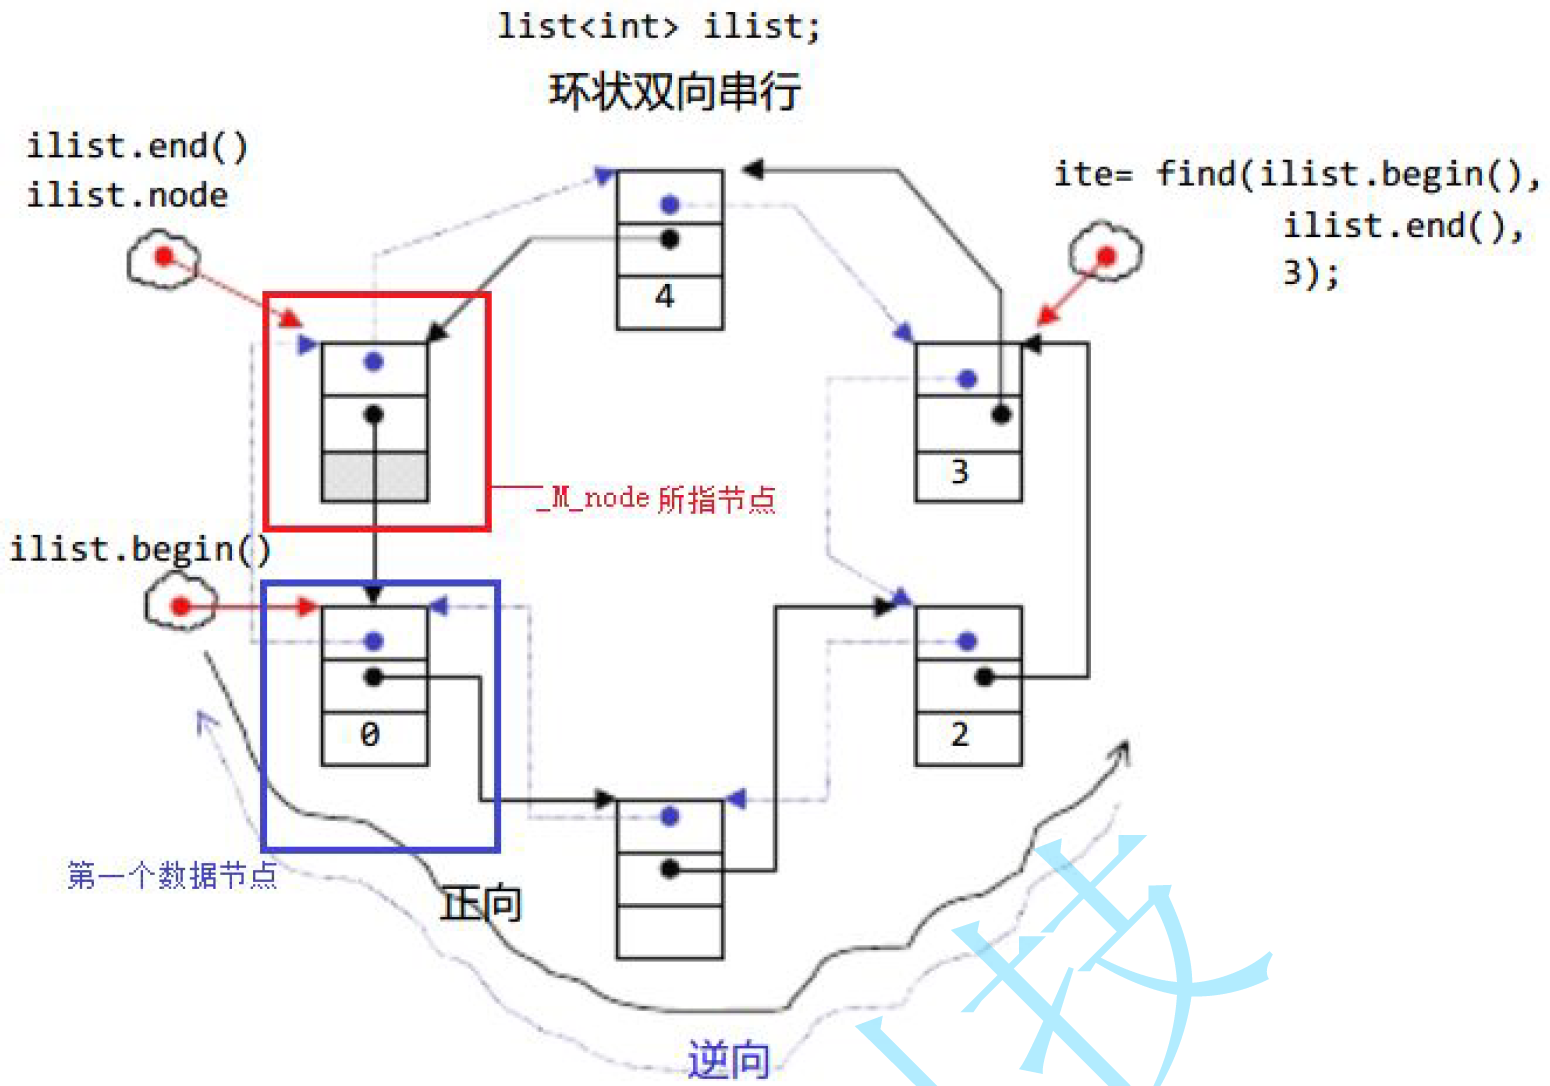 list<int> ilist;
环状双向串行
ilist.end()
ilist.node
ite= find(ilist.begin(),
ilist.end(),
3);
4
3
_M_node 所指节点
ilist.begin()
0
2
第一个数据节点
正向
逆向
技